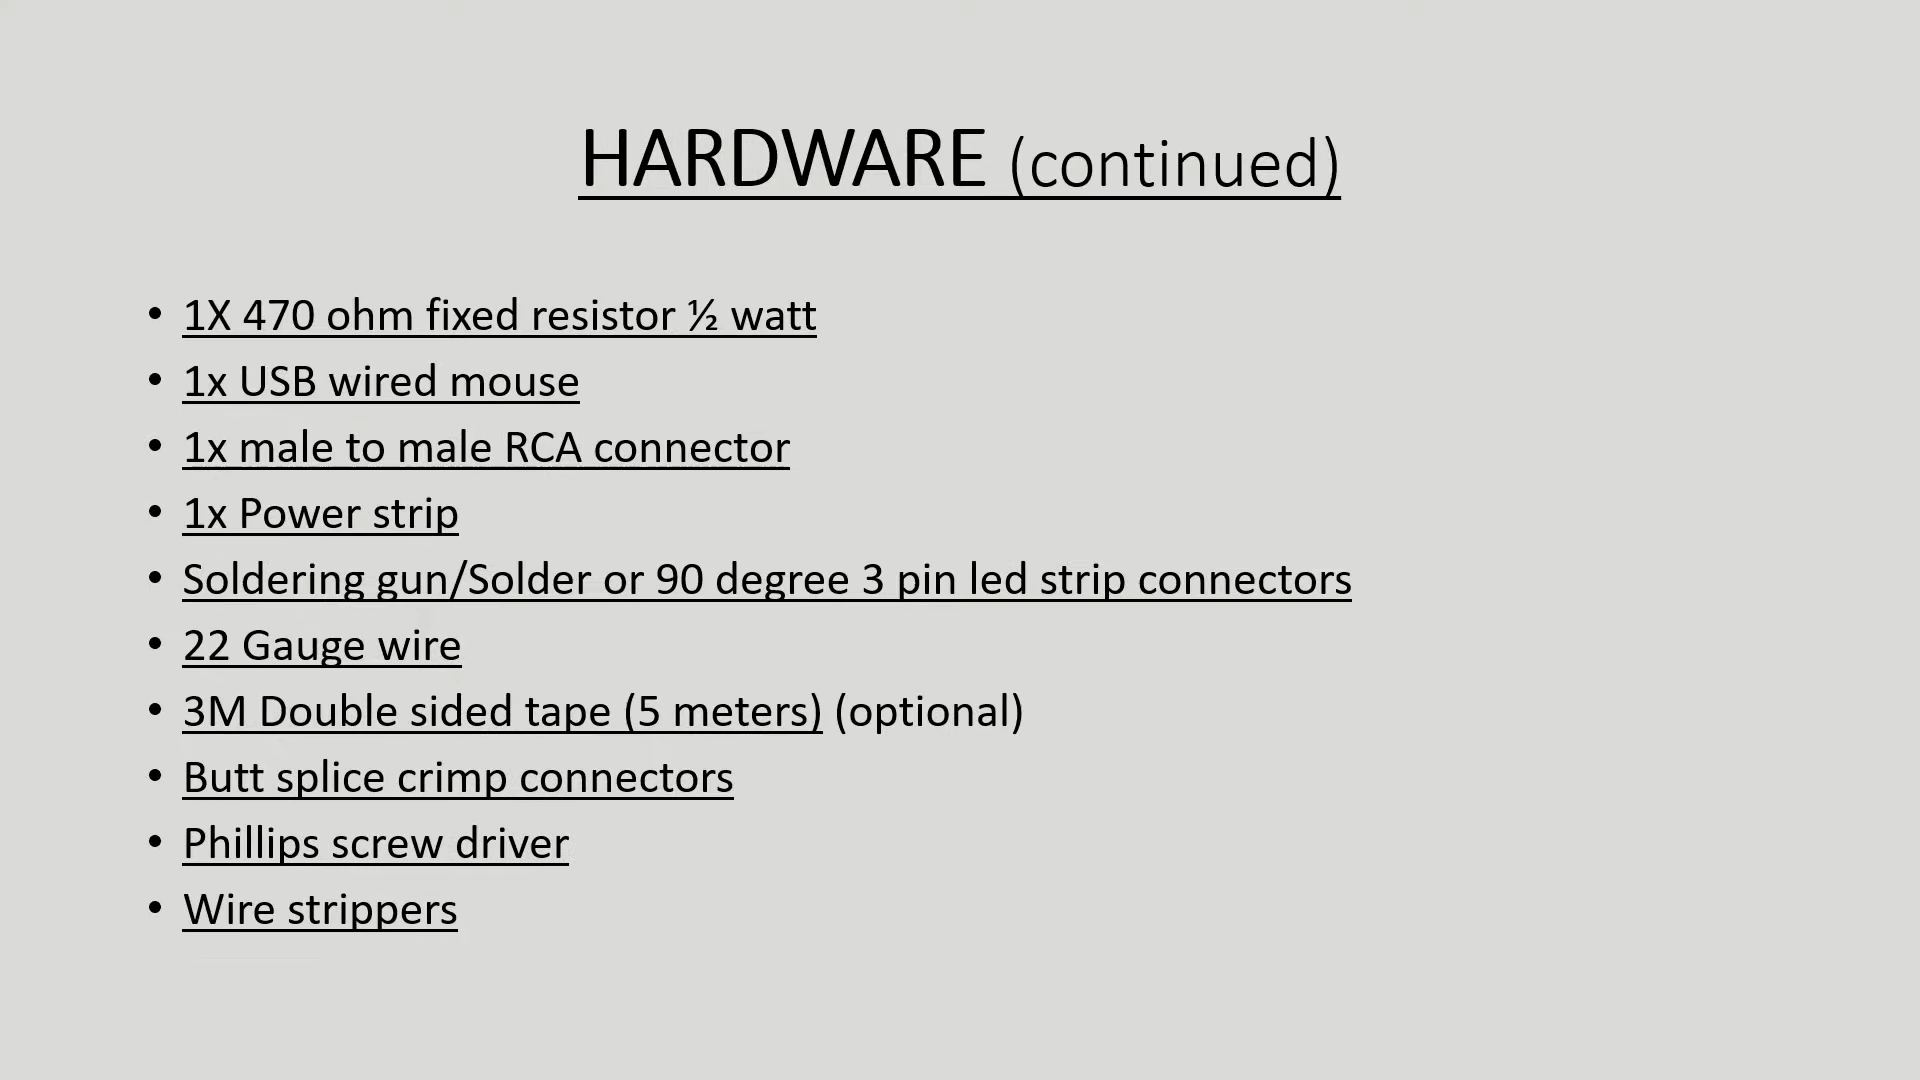 HARDWARE (continued)
• 1X 470 ohm fixed resistor ½ watt
• 1x USB wired mouse
• 1x male to male RCA connector
• 1x Power strip
• Soldering gun/Solder or 90 degree 3 pin led strip connectors
• 22 Gauge wire
• 3M Double sided tape (5 meters) (optional)
• Butt splice crimp connectors
• Phillips screw driver
• Wire strippers